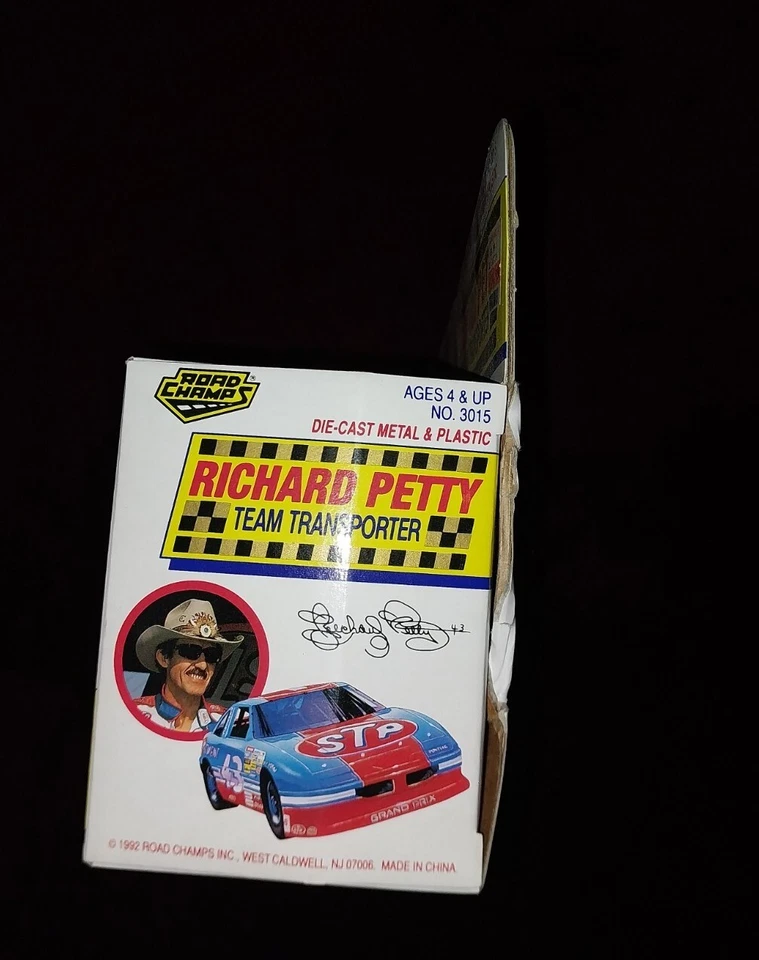 ROAD
CHAMPS
AGES 4 & UP
NO. 3015
DIE-CAST METAL & PLASTIC
RICHARD PETTY
TEAM TRANSPORTER
Richard Petty 43
STP
43
PONTIAC
GRAND PRIX
© 1992 ROAD CHAMPS INC., WEST CALDWELL, NJ 07006. MADE IN CHINA.